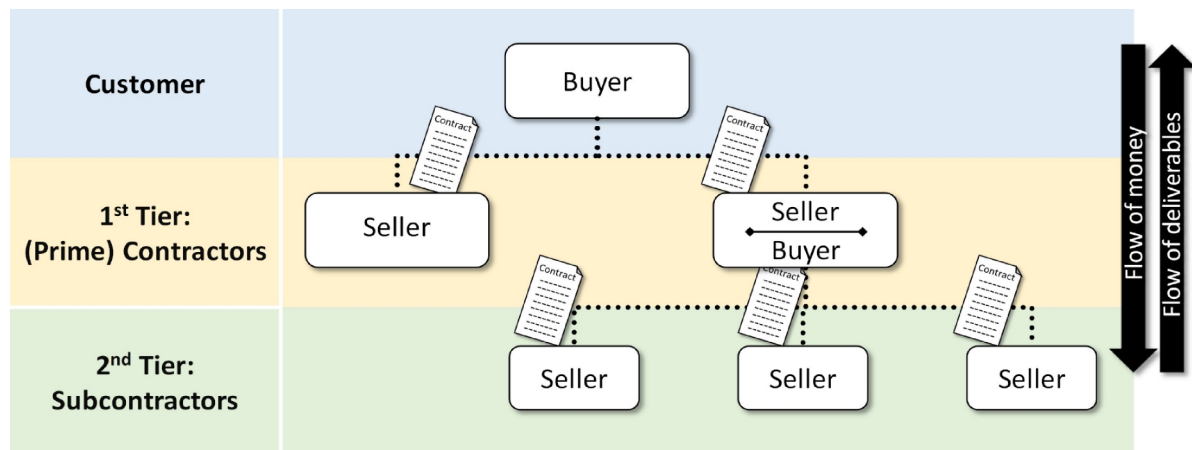 Customer
Buyer
Contract
Contract
1st Tier:
(Prime) Contractors
Seller
Seller
Buyer
Contract
Contract
Contract
2nd Tier:
Subcontractors
Seller
Seller
Seller
Flow of money
Flow of deliverables